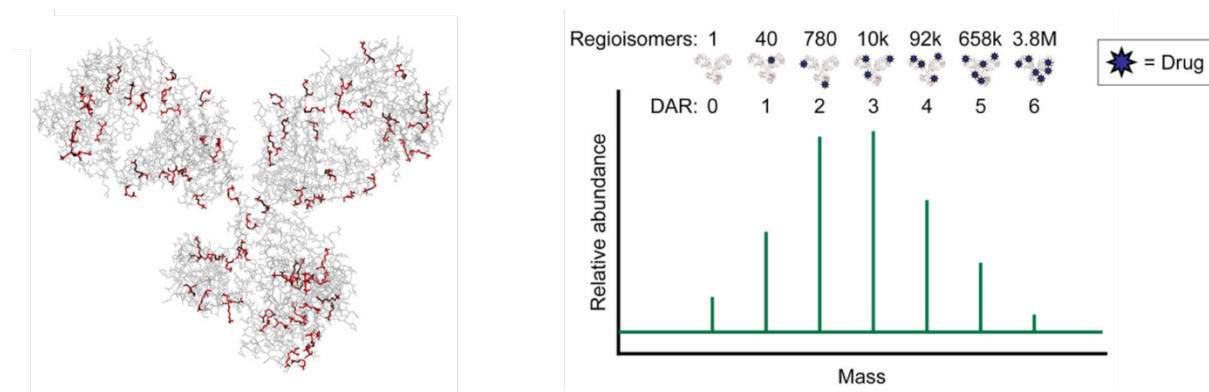 Regioisomers: 1 40 780 10k 92k 658k 3.8M
= Drug
DAR: 0 1 2 3 4 5 6
Relative abundance
Mass